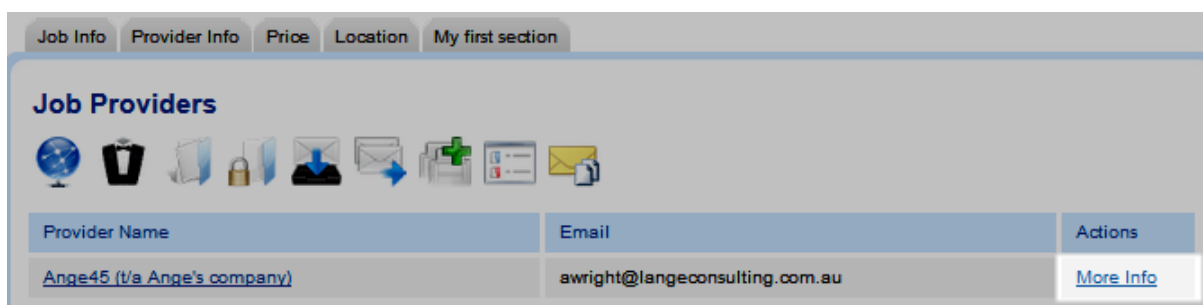 Job Info Provider Info Price Location My first section
Job Providers
Provider Name Email Actions
Ange45 (t/a Ange's company) awright@langeconsulting.com.au More Info